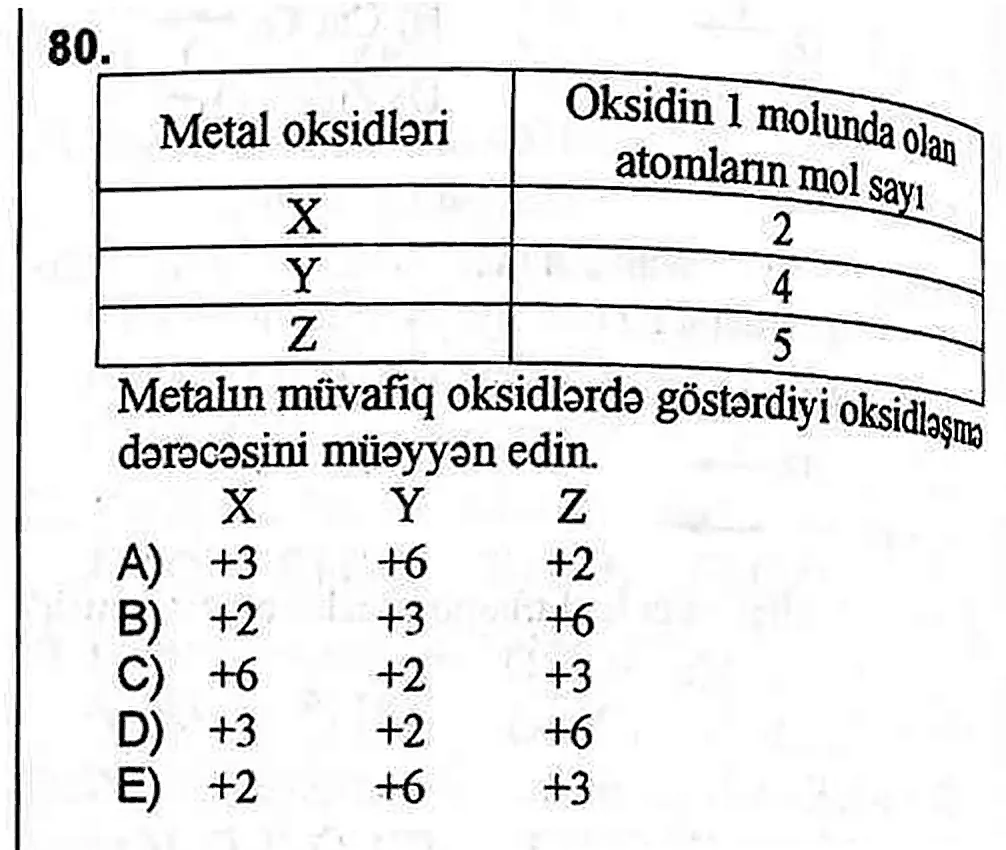 80.
Metal oksidləri
Oksidin 1 molunda olan
atomların mol sayı
X 2
Y 4
Z 5
Metalın müvafiq oksidlərdə göstərdiyi oksidləşmə
dərəcəsini müəyyən edin.
X Y Z
A) +3 +6 +2
B) +2 +3 +6
C) +6 +2 +3
D) +3 +2 +6
E) +2 +6 +3